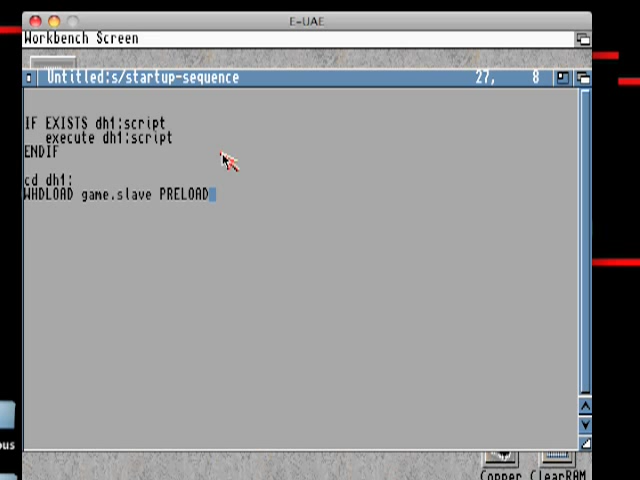 E-UAE
Workbench Screen
Untitled:s/startup-sequence 27, 8
IF EXISTS dh1:script
execute dh1:script
ENDIF
cd dh1:
WHDLOAD game.slave PRELOAD
ous
Copper ClearRAM